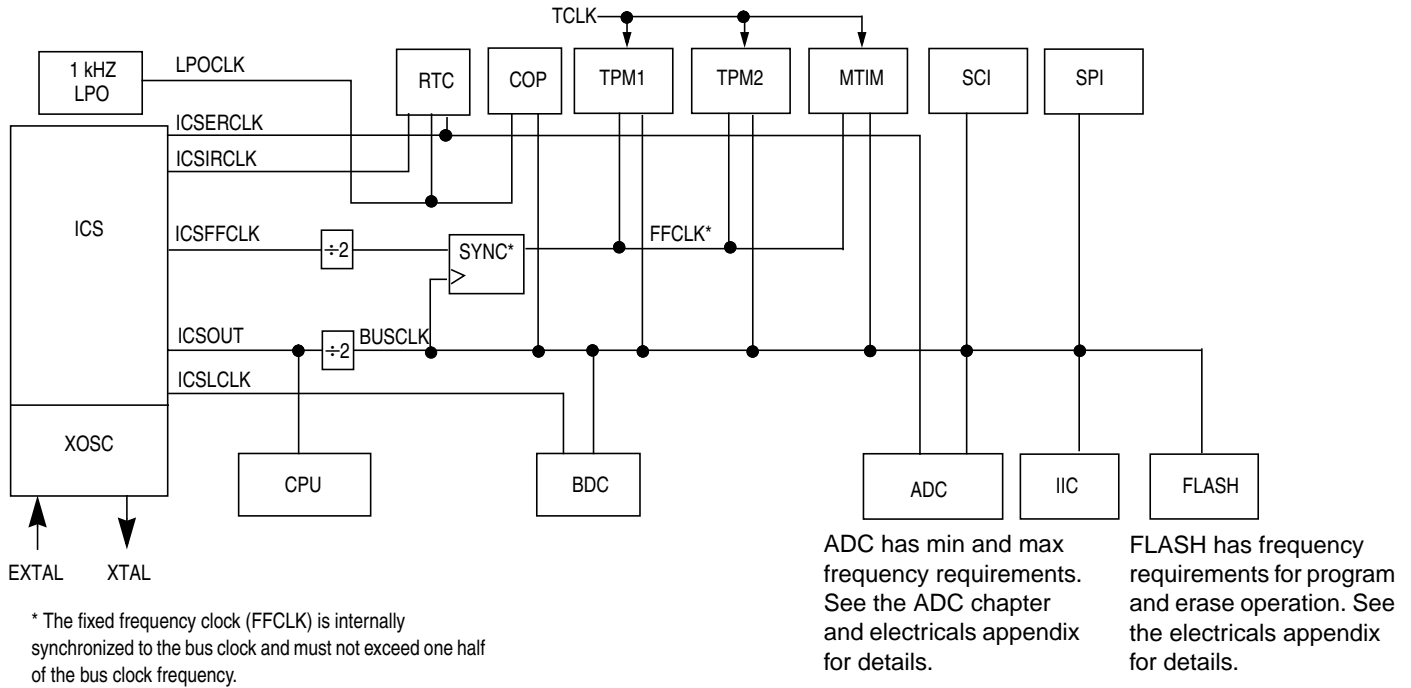 TCLK
1 kHZ
LPO
LPOCLK
RTC
COP
TPM1
TPM2
MTIM
SCI
SPI
ICSERCLK
ICSIRCLK
ICS
ICSFFCLK
÷2
SYNC*
FFCLK*
ICSOUT
÷2
BUSCLK
ICSLCLK
XOSC
CPU
BDC
ADC
IIC
FLASH
EXTAL
XTAL
ADC has min and max
frequency requirements.
See the ADC chapter
and electricals appendix
for details.
FLASH has frequency
requirements for program
and erase operation. See
the electricals appendix
for details.
* The fixed frequency clock (FFCLK) is internally
synchronized to the bus clock and must not exceed one half
of the bus clock frequency.